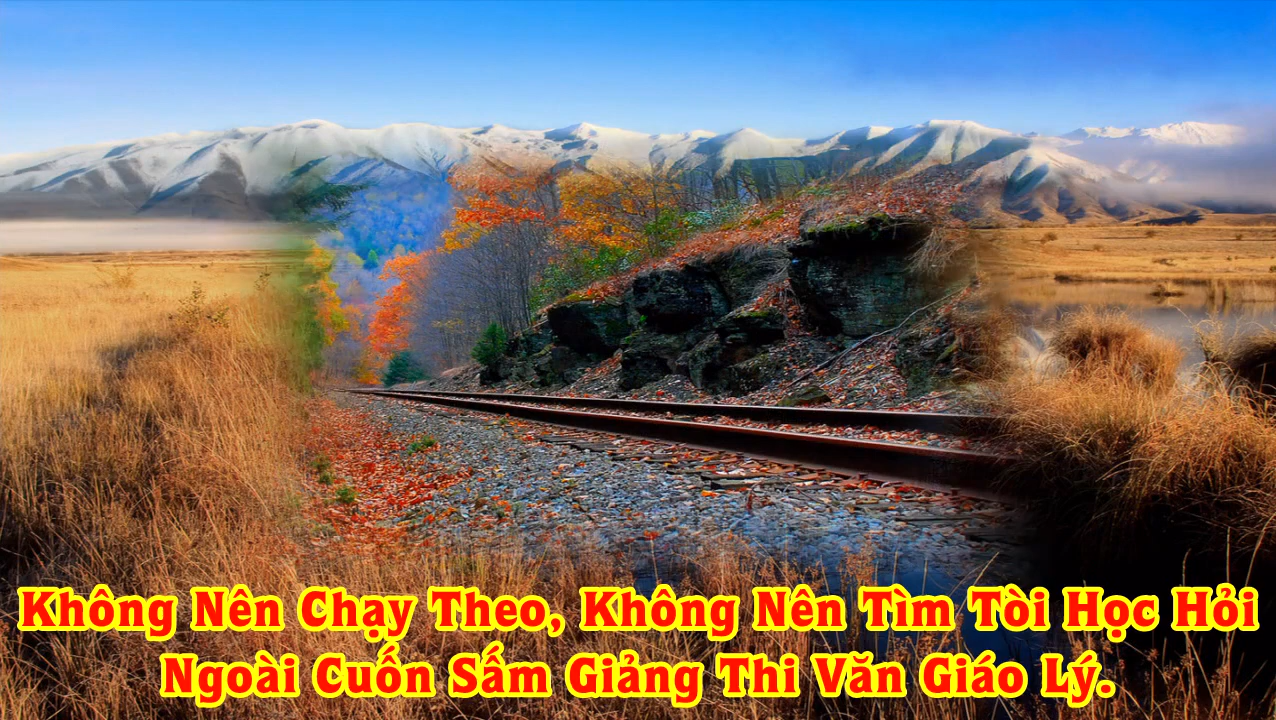 Không Nên Chạy Theo, Không Nên Tìm Tòi Học Hỏi
Ngoài Cuốn Sấm Giảng Thi Văn Giáo Lý.